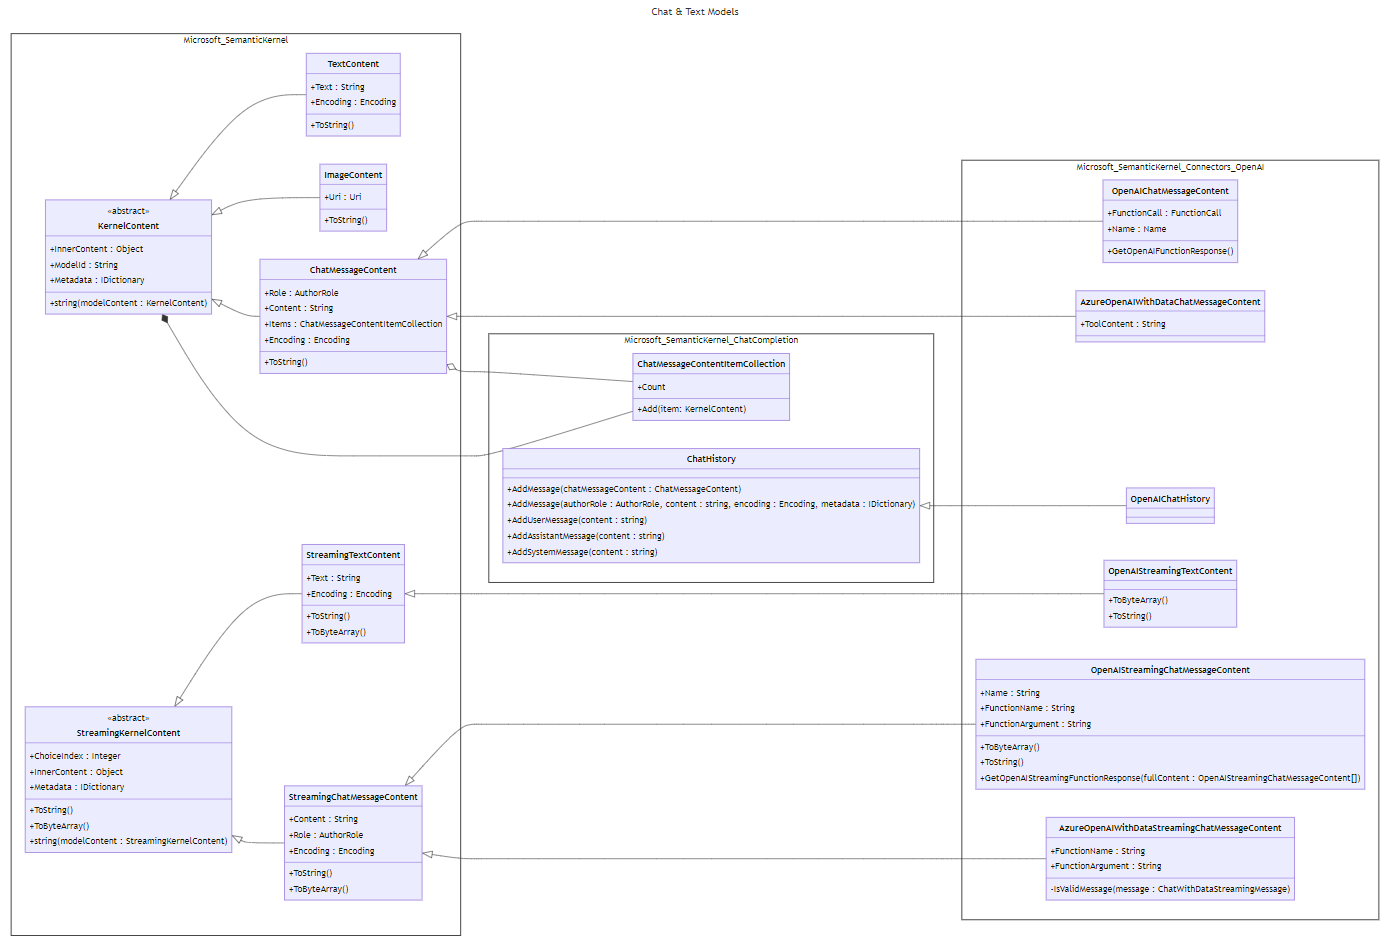 Chat & Text Models
Microsoft_SemanticKernel
TextContent
+Text : String
+Encoding : Encoding
+ToString()
ImageContent
+Uri : Uri
+ToString()
«abstract»
KernelContent
+InnerContent : Object
+ModelId : String
+Metadata : IDictionary
+string(modelContent : KernelContent)
ChatMessageContent
+Role : AuthorRole
+Content : String
+Items : ChatMessageContentItemCollection
+Encoding : Encoding
+ToString()
StreamingTextContent
+Text : String
+Encoding : Encoding
+ToString()
+ToByteArray()
«abstract»
StreamingKernelContent
+ChoiceIndex : Integer
+InnerContent : Object
+Metadata : IDictionary
+ToString()
+ToByteArray()
+string(modelContent : StreamingKernelContent)
StreamingChatMessageContent
+Content : String
+Role : AuthorRole
+Encoding : Encoding
+ToString()
+ToByteArray()
Microsoft_SemanticKernel_ChatCompletion
ChatMessageContentItemCollection
+Count
+Add(item: KernelContent)
ChatHistory
+AddMessage(chatMessageContent : ChatMessageContent)
+AddMessage(authorRole : AuthorRole, content : string, encoding : Encoding, metadata : IDictionary)
+AddUserMessage(content : string)
+AddAssistantMessage(content : string)
+AddSystemMessage(content : string)
Microsoft_SemanticKernel_Connectors_OpenAI
OpenAIChatMessageContent
+FunctionCall : FunctionCall
+Name : Name
+GetOpenAIFunctionResponse()
AzureOpenAIWithDataChatMessageContent
+ToolContent : String
OpenAIChatHistory
OpenAIStreamingTextContent
+ToByteArray()
+ToString()
OpenAIStreamingChatMessageContent
+Name : String
+FunctionName : String
+FunctionArgument : String
+ToByteArray()
+ToString()
+GetOpenAIStreamingFunctionResponse(fullContent : OpenAIStreamingChatMessageContent[])
AzureOpenAIWithDataStreamingChatMessageContent
+FunctionName : String
+FunctionArgument : String
-IsValidMessage(message : ChatWithDataStreamingMessage)